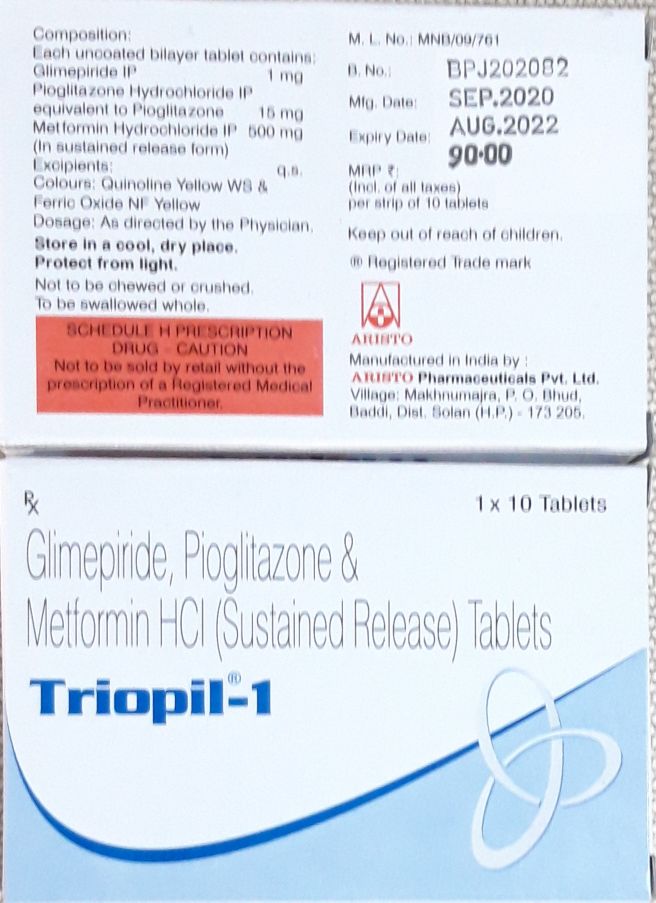 Composition:
Each uncoated bilayer tablet contains:
Glimepiride IP 1 mg
Pioglitazone Hydrochloride IP
equivalent to Pioglitazone 15 mg
Metformin Hydrochloride IP 500 mg
(In sustained release form)
Excipients: q.s.
Colours: Quinoline Yellow WS &
Ferric Oxide NF Yellow
Dosage: As directed by the Physician.
Store in a cool, dry place.
Protect from light.
Not to be chewed or crushed.
To be swallowed whole.
SCHEDULE H PRESCRIPTION
DRUG - CAUTION
Not to be sold by retail without the
prescription of a Registered Medical
Practitioner.
M. L. No.: MNB/09/761
B. No.: BPJ202082
Mfg. Date: SEP.2020
Expiry Date: AUG.2022
MRP ₹: 90.00
(Incl. of all taxes)
per strip of 10 tablets
Keep out of reach of children.
® Registered Trade mark
A
ARISTO
Manufactured in India by :
ARISTO Pharmaceuticals Pvt. Ltd.
Village: Makhnumajra, P. O. Bhud,
Baddi, Dist. Solan (H.P.) - 173 205.
Rx 1 x 10 Tablets
Glimepiride, Pioglitazone &
Metformin HCl (Sustained Release) Tablets
Triopil®-1